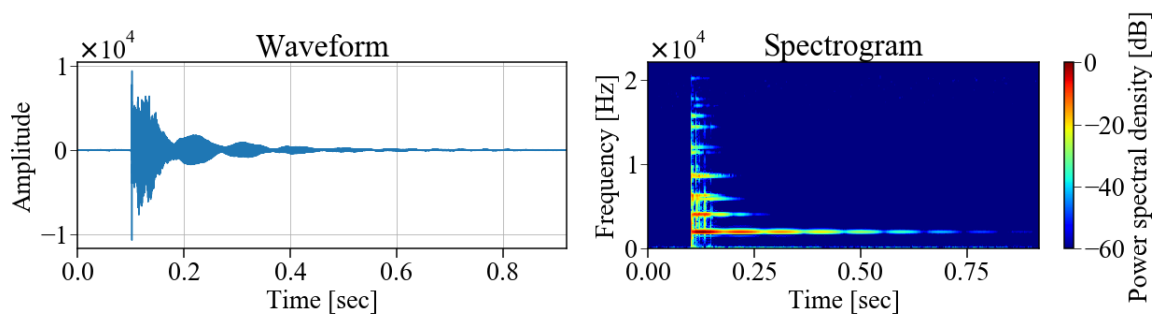 Waveform
×10⁴
1
0
−1
Amplitude
0.0 0.2 0.4 0.6 0.8
Time [sec]
Spectrogram
×10⁴
2
1
0
Frequency [Hz]
0.00 0.25 0.50 0.75
Time [sec]
0
−20
−40
−60
Power spectral density [dB]